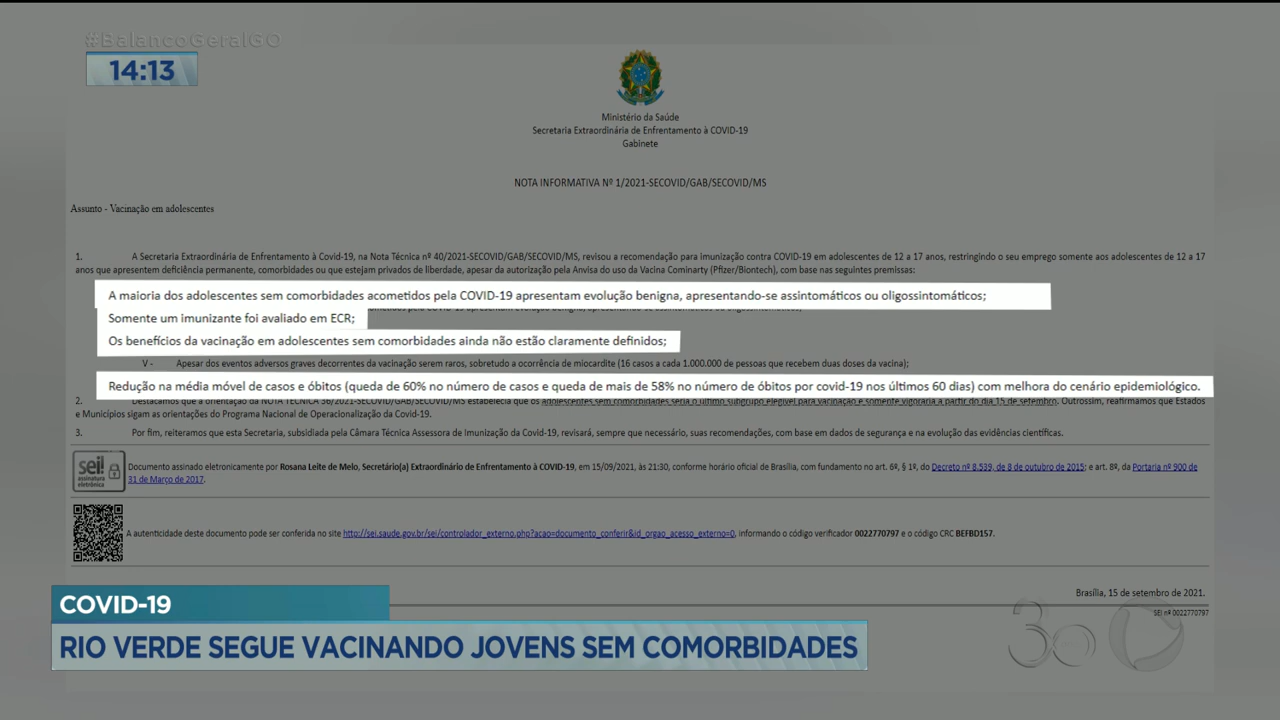 #BalancoGeralGO
14:13
Ministério da Saúde
Secretaria Extraordinária de Enfrentamento à COVID-19
Gabinete
NOTA INFORMATIVA Nº 1/2021-SECOVID/GAB/SECOVID/MS
Assunto - Vacinação em adolescentes
1. A Secretaria Extraordinária de Enfrentamento à Covid-19, na Nota Técnica nº 40/2021-SECOVID/GAB/SECOVID/MS, revisou a recomendação para imunização contra COVID-19 em adolescentes de 12 a 17 anos, restringindo o seu emprego somente aos adolescentes de 12 a 17
anos que apresentem deficiência permanente, comorbidades ou que estejam privados de liberdade, apesar da autorização pela Anvisa do uso da Vacina Cominarty (Pfizer/Biontech), com base nas seguintes premissas:
A maioria dos adolescentes sem comorbidades acometidos pela COVID-19 apresentam evolução benigna, apresentando-se assintomáticos ou oligossintomáticos;
Somente um imunizante foi avaliado em ECR;
Os benefícios da vacinação em adolescentes sem comorbidades ainda não estão claramente definidos;
V - Apesar dos eventos adversos graves decorrentes da vacinação serem raros, sobretudo a ocorrência de miocardite (16 casos a cada 1.000.000 de pessoas que recebem duas doses da vacina);
Redução na média móvel de casos e óbitos (queda de 60% no número de casos e queda de mais de 58% no número de óbitos por covid-19 nos últimos 60 dias) com melhora do cenário epidemiológico.
2. Destacamos que a orientação da NOTA TÉCNICA 36/2021-SECOVID/GAB/SECOVID/MS estabelecia que os adolescentes sem comorbidades seria o último subgrupo elegível para vacinação e somente vigoraria a partir do dia 15 de setembro. Outrossim, reafirmamos que Estados
e Municípios sigam as orientações do Programa Nacional de Operacionalização da Covid-19.
3. Por fim, reiteramos que esta Secretaria, subsidiada pela Câmara Técnica Assessora de Imunização da Covid-19, revisará, sempre que necessário, suas recomendações, com base em dados de segurança e na evolução das evidências científicas.
sei!
assinatura
eletrônica
Documento assinado eletronicamente por Rosana Leite de Melo, Secretário(a) Extraordinário de Enfrentamento à COVID-19, em 15/09/2021, às 21:30, conforme horário oficial de Brasília, com fundamento no art. 6º, § 1º, do Decreto nº 8.539, de 8 de outubro de 2015; e art. 8º, da Portaria nº 900 de
31 de Março de 2017.
A autenticidade deste documento pode ser conferida no site http://sei.saude.gov.br/sei/controlador_externo.php?acao=documento_conferir&id_orgao_acesso_externo=0, informando o código verificador 0022770797 e o código CRC BEFBD157.
Brasília, 15 de setembro de 2021.
SEI nº 0022770797
30
COVID-19
RIO VERDE SEGUE VACINANDO JOVENS SEM COMORBIDADES